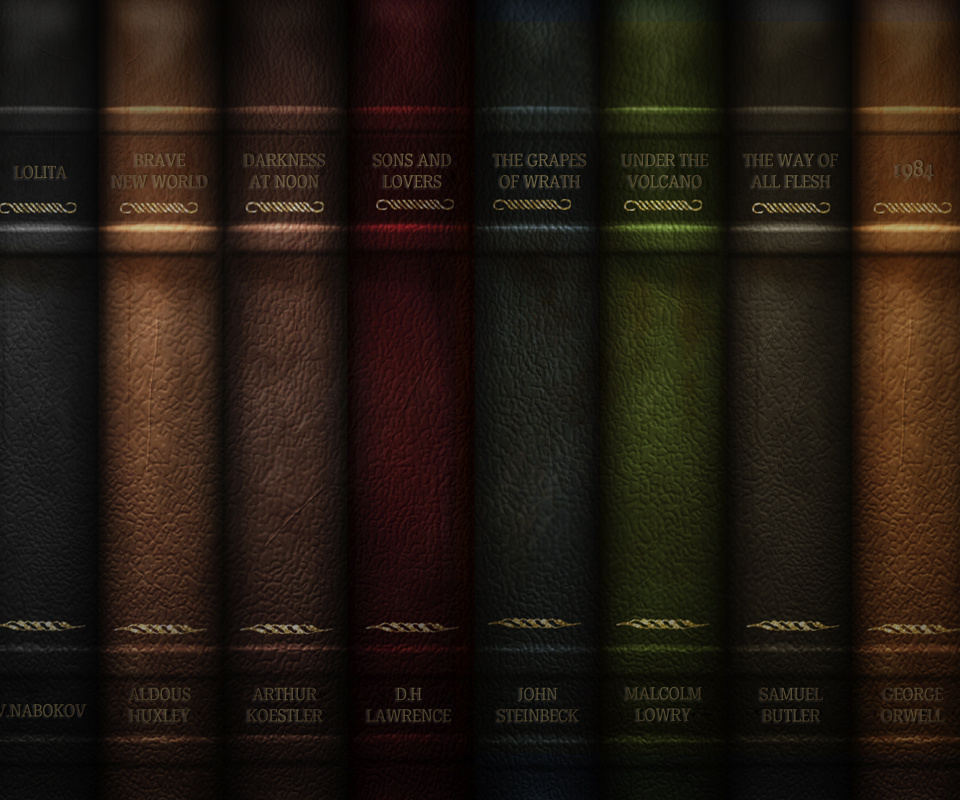 LOLITA
BRAVE
NEW WORLD
DARKNESS
AT NOON
SONS AND
LOVERS
THE GRAPES
OF WRATH
UNDER THE
VOLCANO
THE WAY OF
ALL FLESH
1984
V.NABOKOV
ALDOUS
HUXLEY
ARTHUR
KOESTLER
D.H
LAWRENCE
JOHN
STEINBECK
MALCOLM
LOWRY
SAMUEL
BUTLER
GEORGE
ORWELL